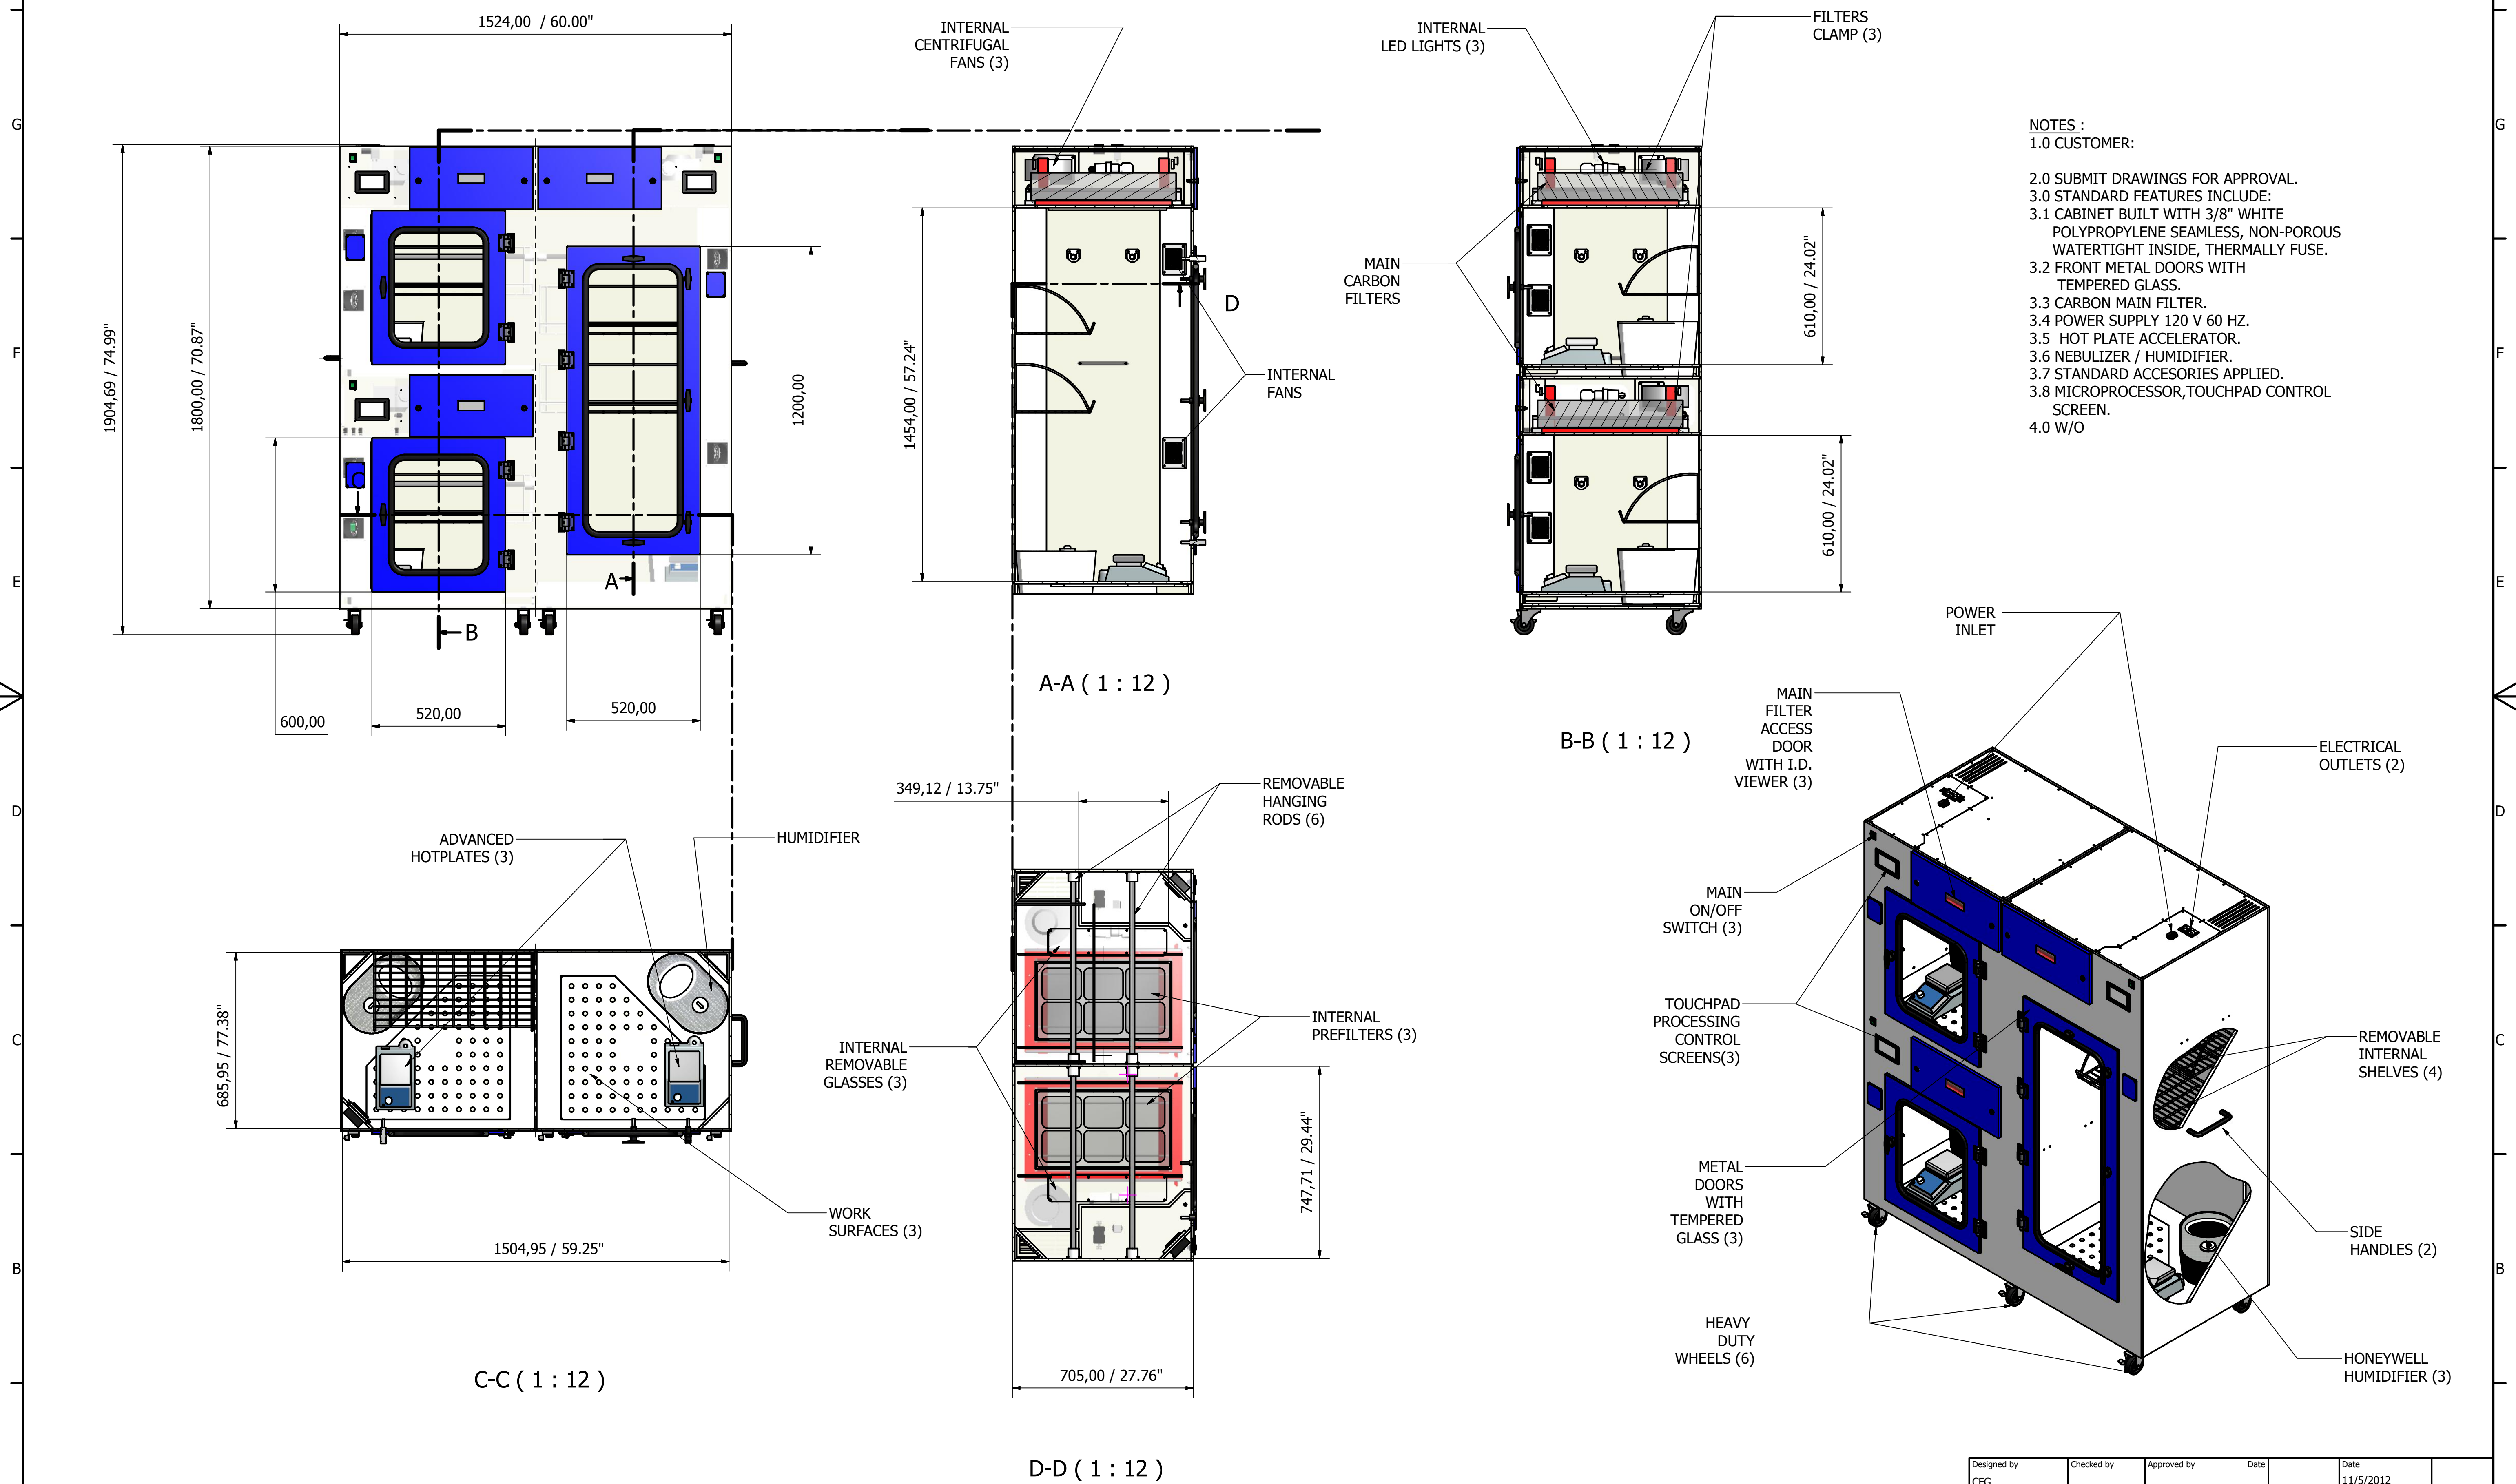 1524,00 / 60.00"
INTERNAL
CENTRIFUGAL
FANS (3)
INTERNAL
LED LIGHTS (3)
FILTERS
CLAMP (3)
G
G
NOTES :
1.0 CUSTOMER:
2.0 SUBMIT DRAWINGS FOR APPROVAL.
3.0 STANDARD FEATURES INCLUDE:
3.1 CABINET BUILT WITH 3/8" WHITE
POLYPROPYLENE SEAMLESS, NON-POROUS
WATERTIGHT INSIDE, THERMALLY FUSE.
3.2 FRONT METAL DOORS WITH
TEMPERED GLASS.
3.3 CARBON MAIN FILTER.
3.4 POWER SUPPLY 120 V 60 HZ.
3.5 HOT PLATE ACCELERATOR.
3.6 NEBULIZER / HUMIDIFIER.
3.7 STANDARD ACCESORIES APPLIED.
3.8 MICROPROCESSOR,TOUCHPAD CONTROL
SCREEN.
4.0 W/O
1904,69 / 74.99"
1800,00 / 70.87"
1200,00
1454,00 / 57.24"
D
MAIN
CARBON
FILTERS
INTERNAL
FANS
610,00 / 24.02"
610,00 / 24.02"
F
F
E
E
A
B
600,00
520,00
520,00
A-A ( 1 : 12 )
B-B ( 1 : 12 )
POWER
INLET
MAIN
FILTER
ACCESS
DOOR
WITH I.D.
VIEWER (3)
ELECTRICAL
OUTLETS (2)
D
D
349,12 / 13.75"
REMOVABLE
HANGING
RODS (6)
ADVANCED
HOTPLATES (3)
HUMIDIFIER
MAIN
ON/OFF
SWITCH (3)
685,95 / 77.38"
INTERNAL
REMOVABLE
GLASSES (3)
INTERNAL
PREFILTERS (3)
TOUCHPAD
PROCESSING
CONTROL
SCREENS(3)
REMOVABLE
INTERNAL
SHELVES (4)
C
C
747,71 / 29.44"
METAL
DOORS
WITH
TEMPERED
GLASS (3)
WORK
SURFACES (3)
1504,95 / 59.25"
SIDE
HANDLES (2)
B
B
HEAVY
DUTY
WHEELS (6)
HONEYWELL
HUMIDIFIER (3)
705,00 / 27.76"
C-C ( 1 : 12 )
D-D ( 1 : 12 )
Designed by
Checked by
Approved by
Date
Date
CEG
11/5/2012